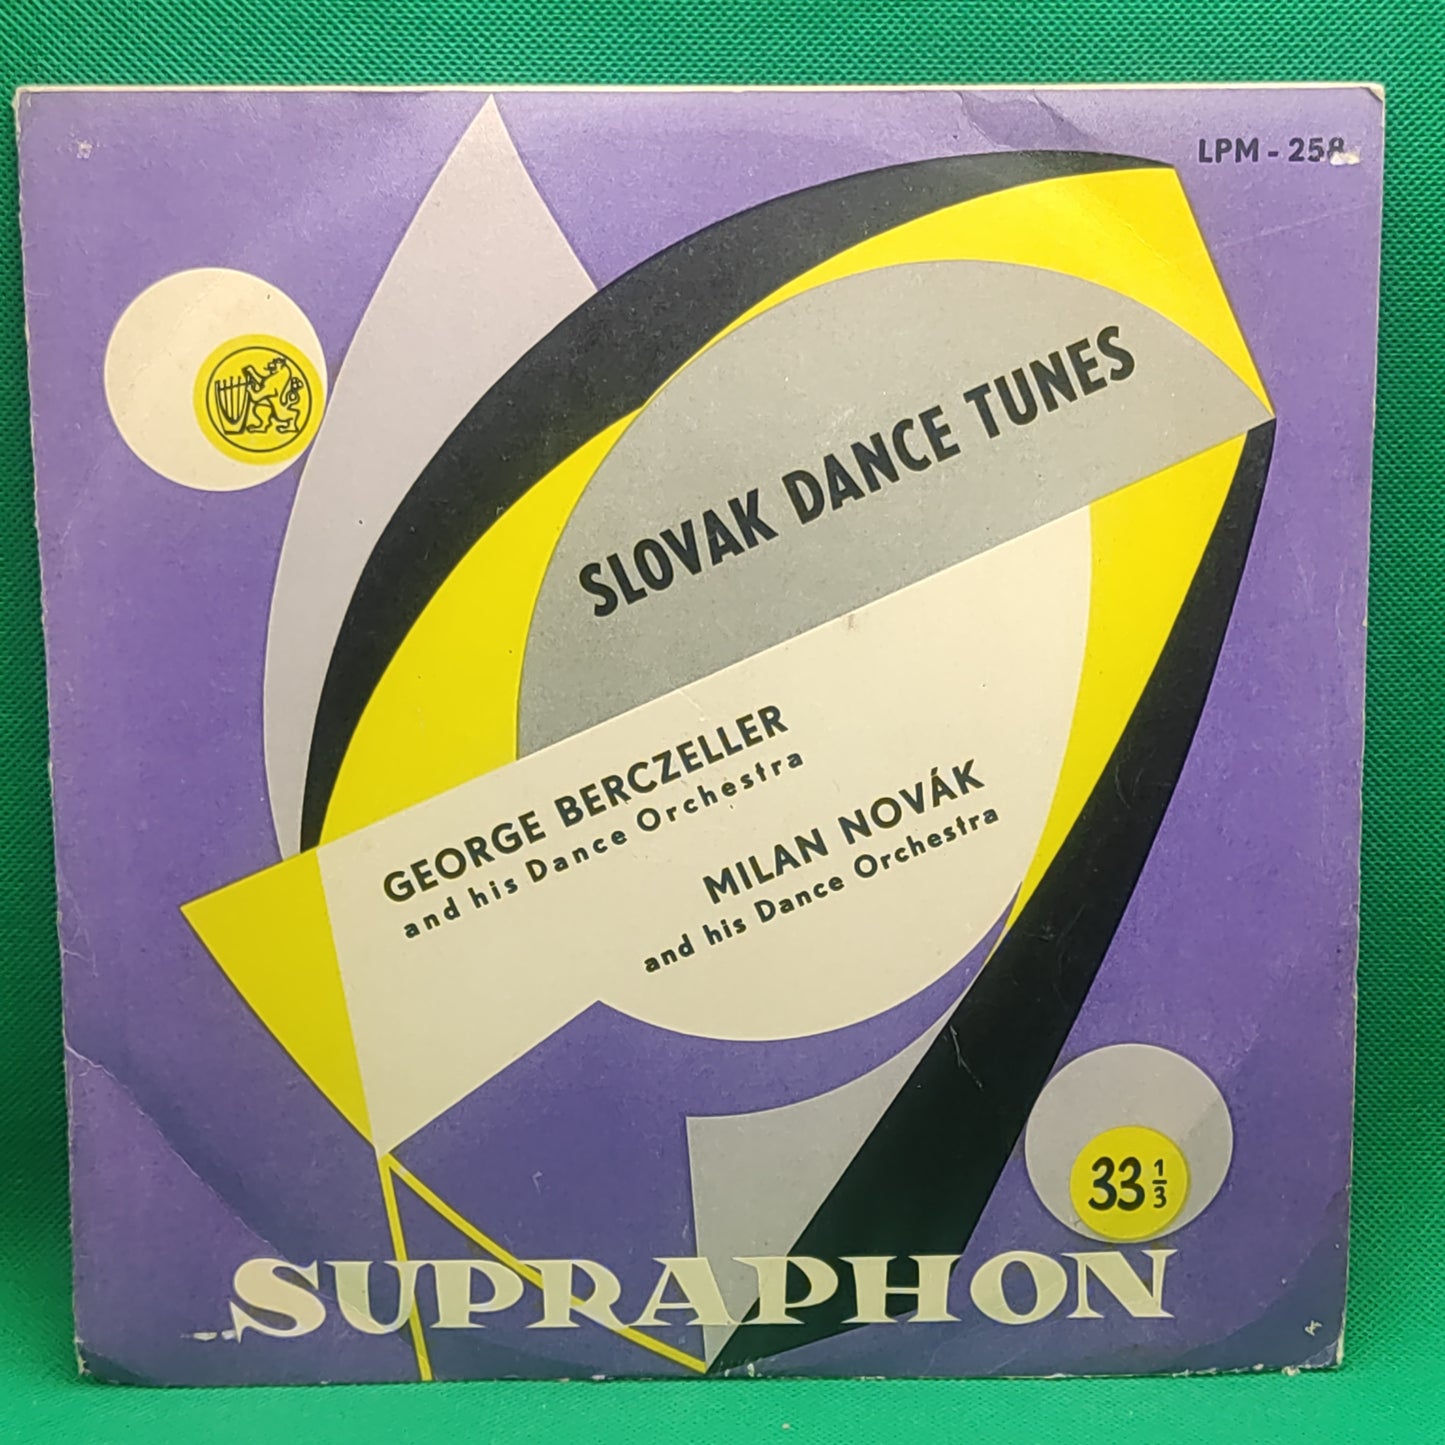 LPM - 258
SLOVAK DANCE TUNES
GEORGE BERCZELLER
and his Dance Orchestra
MILAN NOVÁK
and his Dance Orchestra
33 1/3
SUPRAPHON